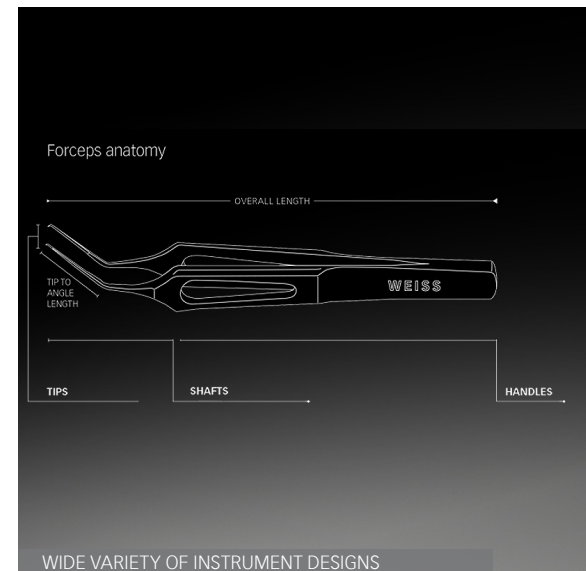 Forceps anatomy
OVERALL LENGTH
WEISS
TIP TO
ANGLE
LENGTH
TIPS
SHAFTS
HANDLES
WIDE VARIETY OF INSTRUMENT DESIGNS